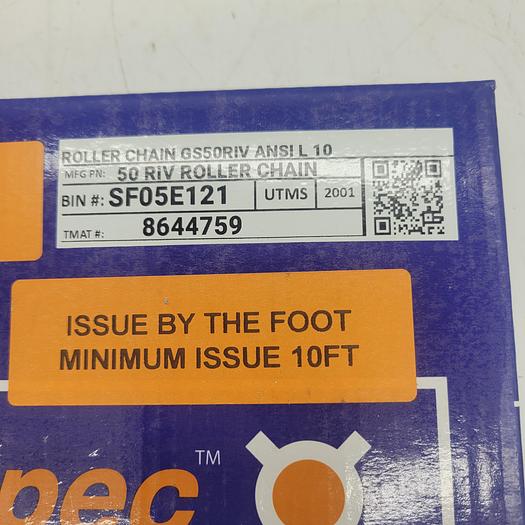 ROLLER CHAIN GS50RIV ANSI L 10
MFG PN: 50 RiV ROLLER CHAIN
BIN #: SF05E121 UTMS 2001
TMAT #: 8644759
ISSUE BY THE FOOT
MINIMUM ISSUE 10FT
pec TM